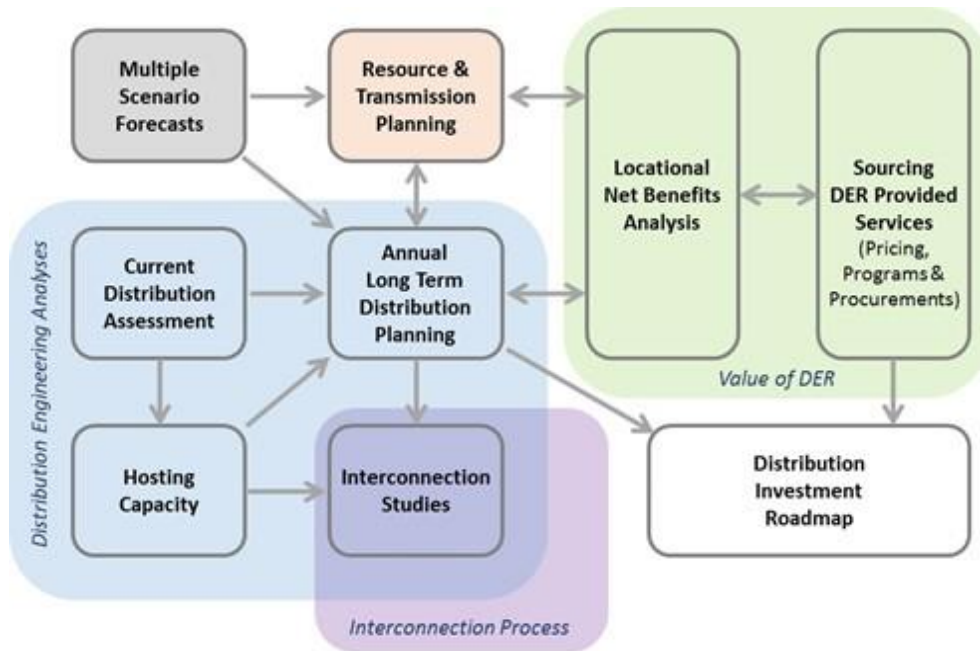 Multiple
Scenario
Forecasts
Resource &
Transmission
Planning
Locational
Net Benefits
Analysis
Sourcing
DER Provided
Services
(Pricing,
Programs &
Procurements)
Value of DER
Distribution Engineering Analyses
Current
Distribution
Assessment
Annual
Long Term
Distribution
Planning
Hosting
Capacity
Interconnection
Studies
Distribution
Investment
Roadmap
Interconnection Process